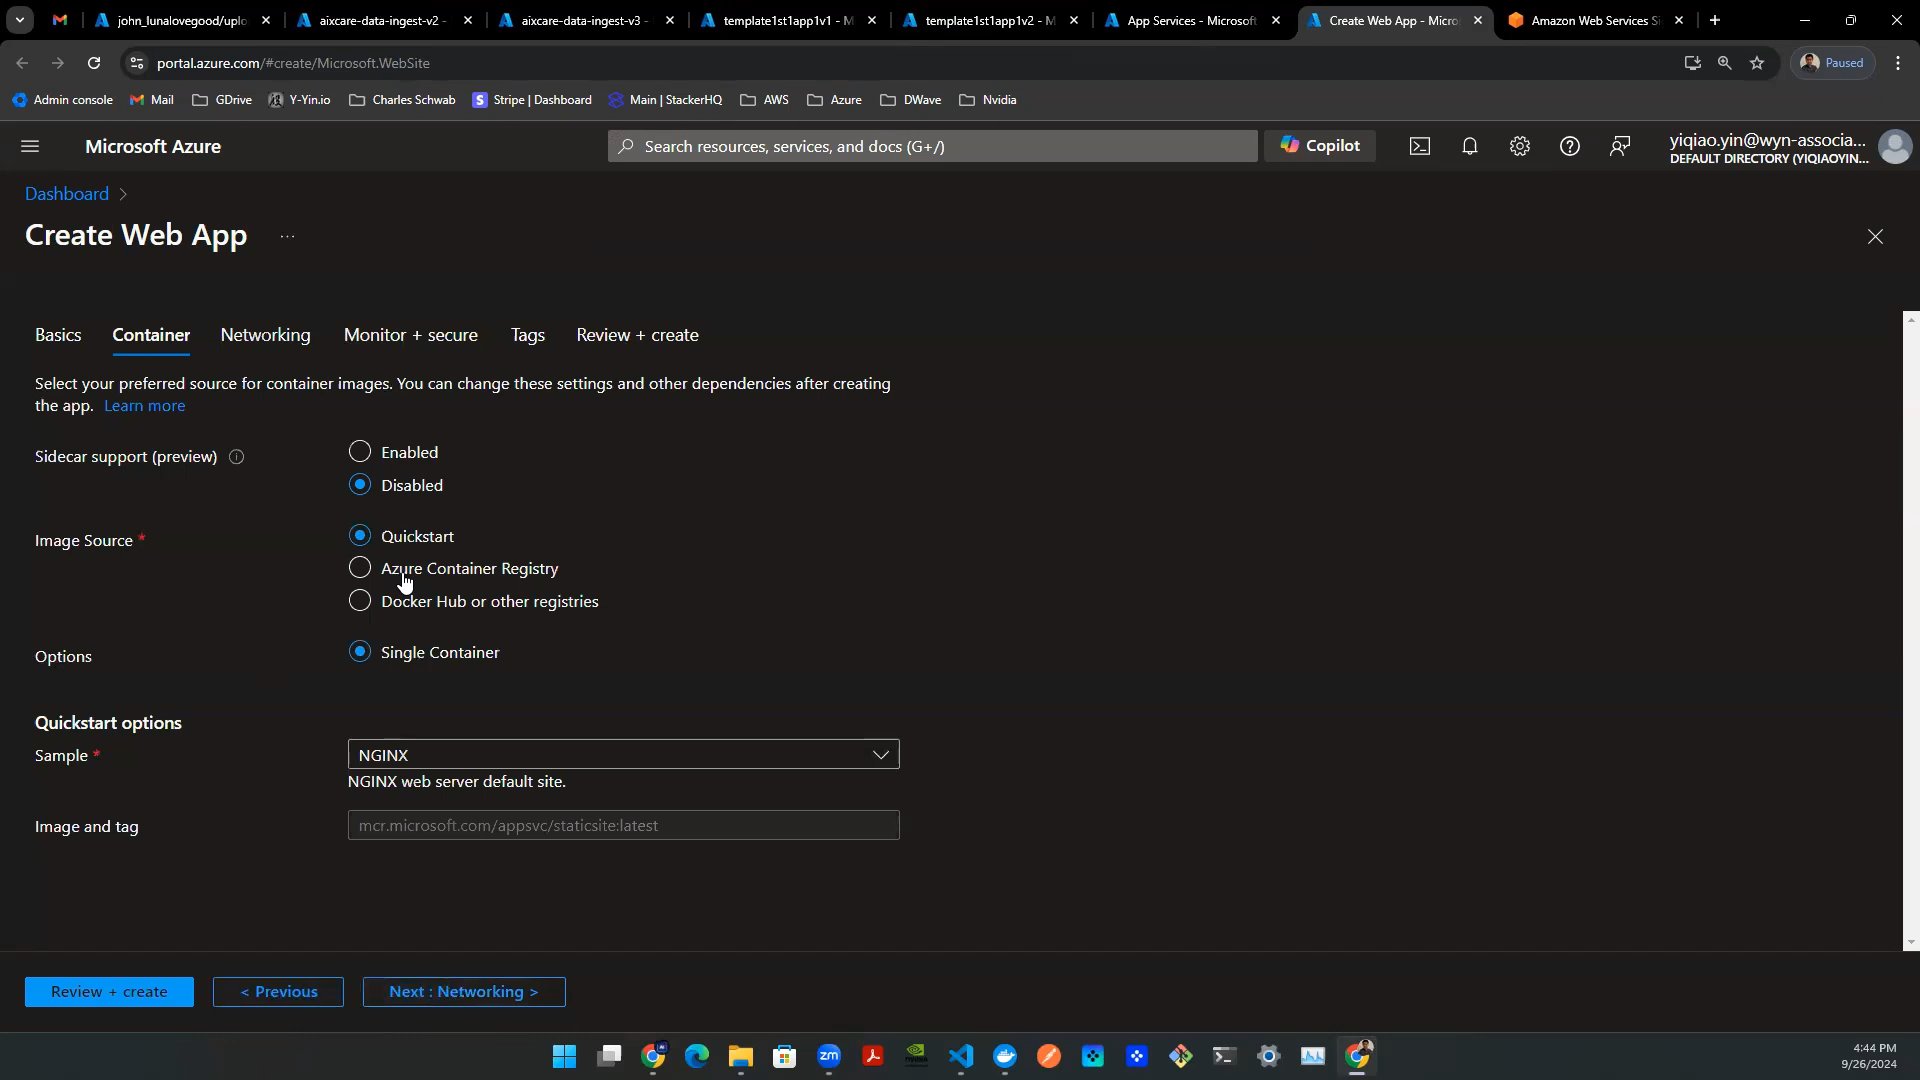 john_lunalovegood/uplo
aixcare-data-ingest-v2 -
aixcare-data-ingest-v3 -
template1st1app1v1 - M
template1st1app1v2 - M
App Services - Microsoft
Create Web App - Micro
Amazon Web Services Si
portal.azure.com/#create/Microsoft.WebSite
Paused
Admin console
Mail
GDrive
Y-Yin.io
Charles Schwab
Stripe | Dashboard
Main | StackerHQ
AWS
Azure
DWave
Nvidia
Microsoft Azure
Search resources, services, and docs (G+/)
Copilot
yiqiao.yin@wyn-associa...
DEFAULT DIRECTORY (YIQIAOYIN...
Dashboard >
Create Web App ...
Basics
Container
Networking
Monitor + secure
Tags
Review + create
Select your preferred source for container images. You can change these settings and other dependencies after creating
the app. Learn more
Sidecar support (preview)
Enabled
Disabled
Image Source *
Quickstart
Azure Container Registry
Docker Hub or other registries
Options
Single Container
Quickstart options
Sample *
NGINX
NGINX web server default site.
Image and tag
mcr.microsoft.com/appsvc/staticsite:latest
Review + create
< Previous
Next : Networking >
zm
4:44 PM
9/26/2024